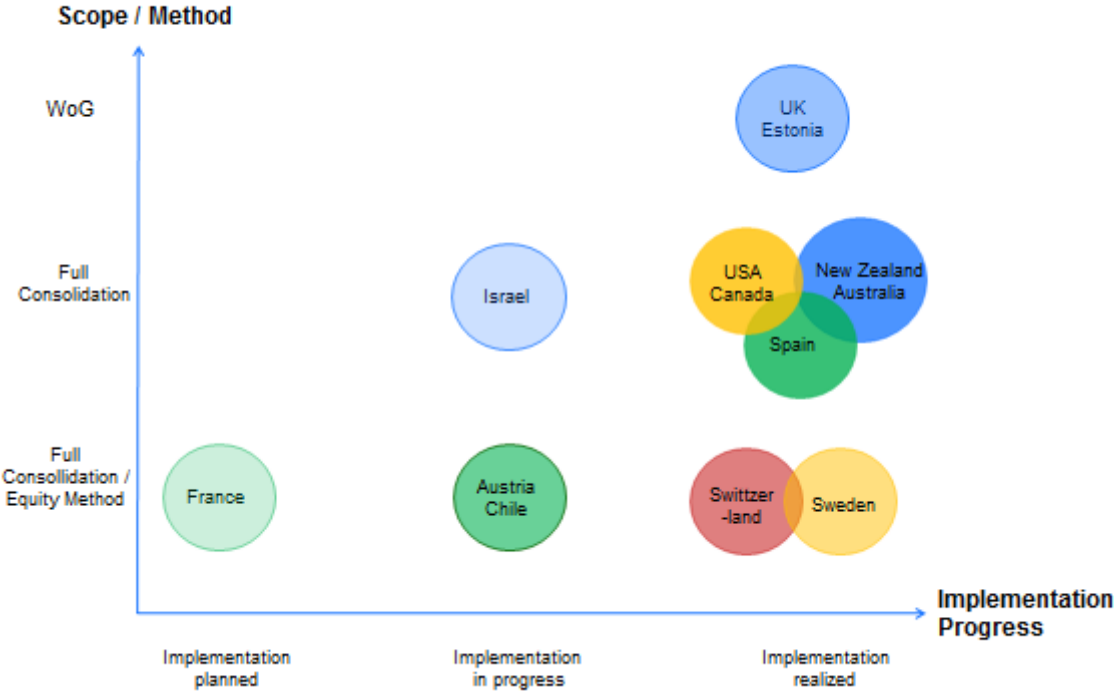 Scope / Method
WoG
UK
Estonia
Full
Consolidation
Israel
USA
Canada
New Zealand
Australia
Spain
Full
Consollidation /
Equity Method
France
Austria
Chile
Swittzer
-land
Sweden
Implementation
Progress
Implementation
planned
Implementation
in progress
Implementation
realized